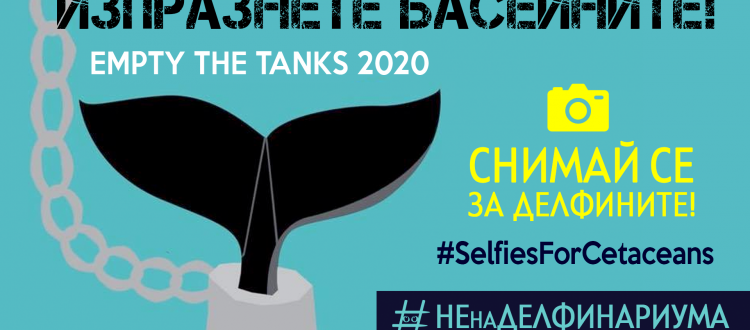 ИЗПРАЗНЕТЕ БАСЕЙНИТЕ!
EMPTY THE TANKS 2020
СНИМАЙ СЕ
ЗА ДЕЛФИНИТЕ!
#SelfiesForCetaceans
# НЕнаДЕЛФИНАРИУМА